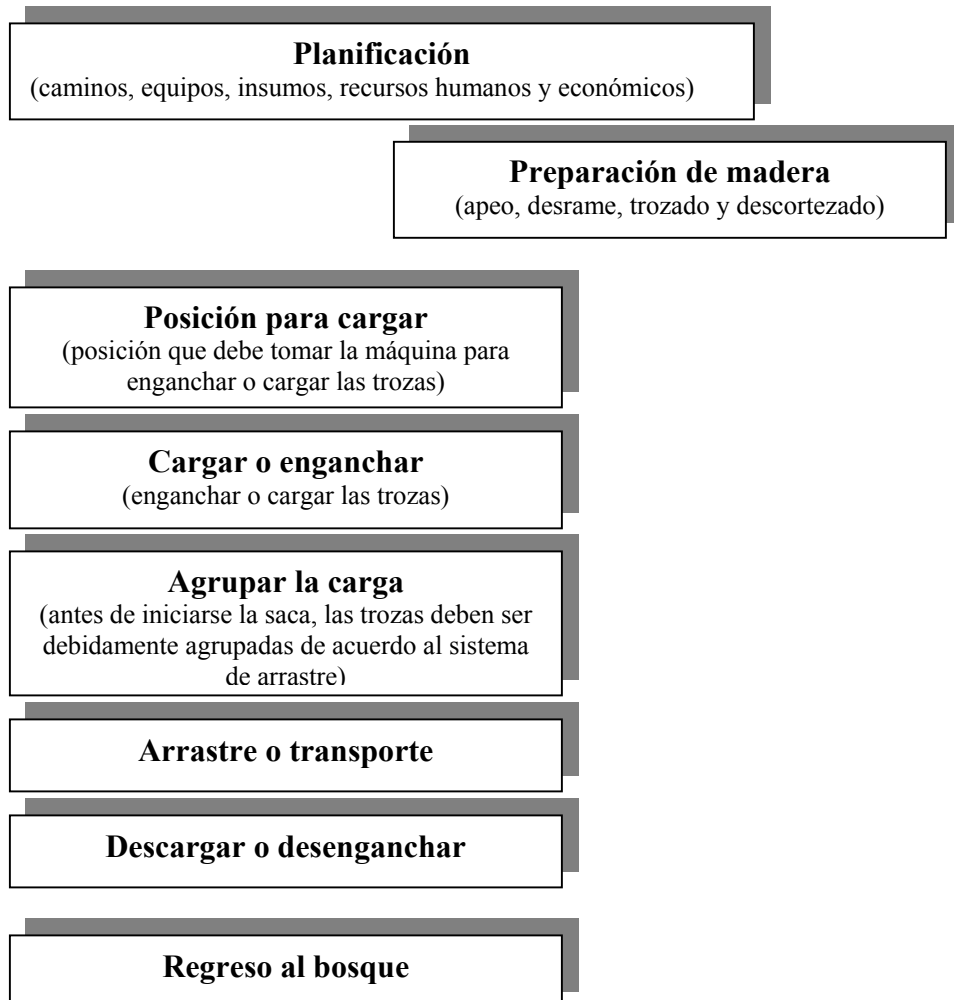 Planificación
(caminos, equipos, insumos, recursos humanos y económicos)
Preparación de madera
(apeo, desrame, trozado y descortezado)
Posición para cargar
(posición que debe tomar la máquina para
enganchar o cargar las trozas)
Cargar o enganchar
(enganchar o cargar las trozas)
Agrupar la carga
(antes de iniciarse la saca, las trozas deben ser
debidamente agrupadas de acuerdo al sistema
de arrastre)
Arrastre o transporte
Descargar o desenganchar
Regreso al bosque